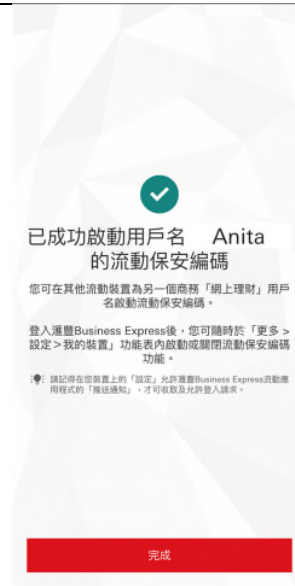 已成功啟動用戶名 Anita
的流動保安編碼
您可在其他流動裝置為另一個商務「網上理財」用戶
名啟動流動保安編碼。
登入滙豐Business Express後，您可隨時於「更多 >
設定 > 我的裝置」功能表內啟動或關閉流動保安編碼
功能。
請記得在您裝置上的「設定」允許滙豐Business Express流動應
用程式的「推送通知」，才可收取及允許登入請求。
完成